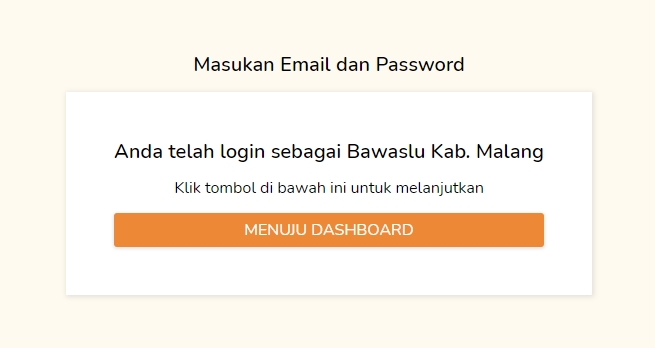 Masukan Email dan Password
Anda telah login sebagai Bawaslu Kab. Malang
Klik tombol di bawah ini untuk melanjutkan
MENUJU DASHBOARD